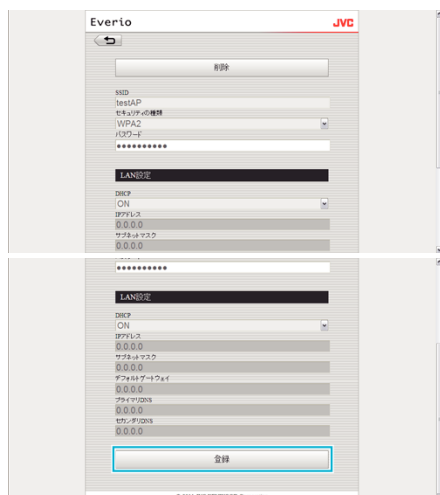 Everio JVC
削除
SSID
testAP
セキュリティの種類
WPA2
パスワード
●●●●●●●●●●
LAN設定
DHCP
ON
IPアドレス
0.0.0.0
サブネットマスク
0.0.0.0
●●●●●●●●●●
LAN設定
DHCP
ON
IPアドレス
0.0.0.0
サブネットマスク
0.0.0.0
デフォルトゲートウェイ
0.0.0.0
プライマリDNS
0.0.0.0
セカンダリDNS
0.0.0.0
登録